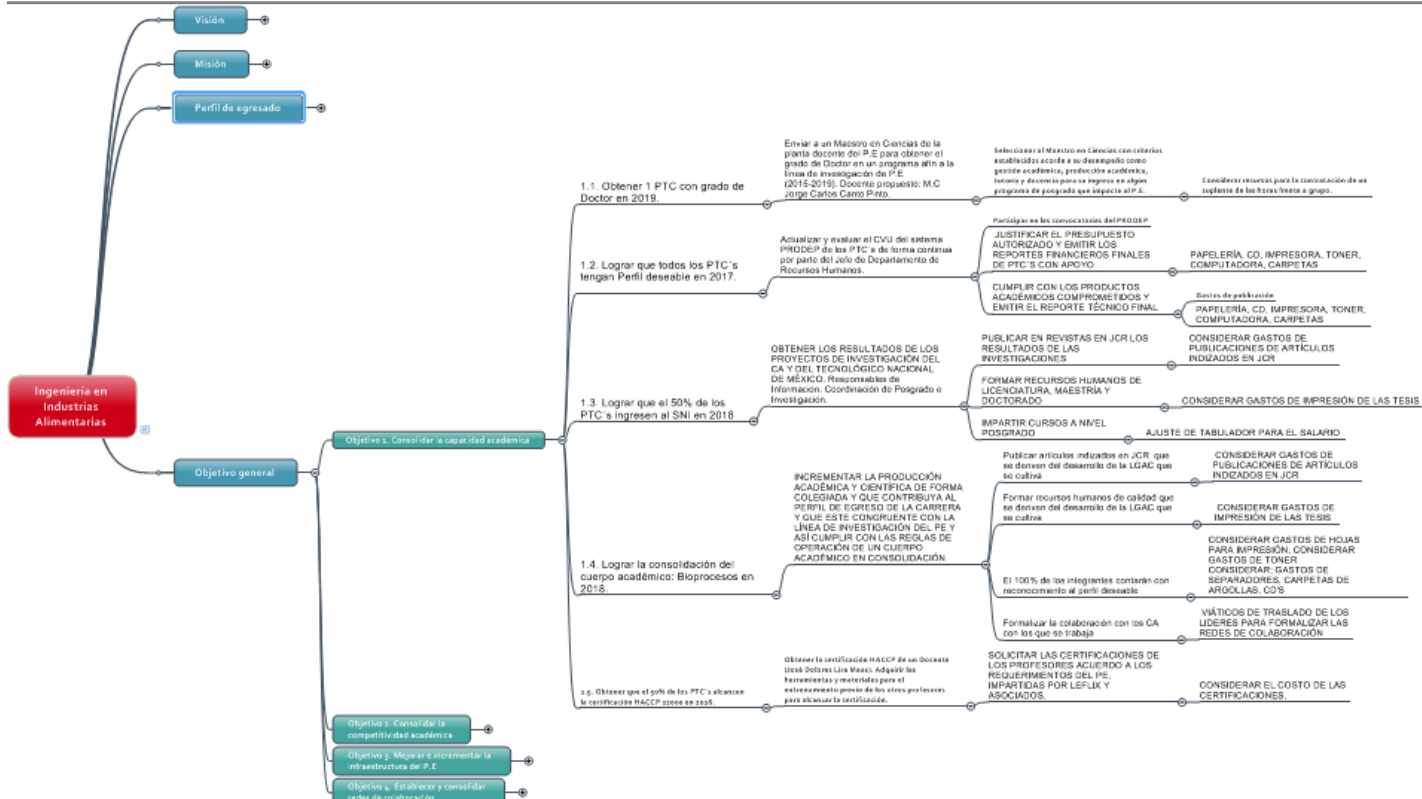 Visión
Misión
Perfil de egresado
Ingeniería en
Industrias
Alimentarias
Objetivo general
Objetivo 1. Consolidar la capacidad académica
1.1. Obtener 1 PTC con grado de
Doctor en 2019.
Enviar a un Maestro en Ciencias de la
planta docente del P.E para obtener el
grado de Doctor en un programa afín a la
línea de investigación de P.E
(2015-2019). Docente propuesto: M.C
Jorge Carlos Canto Pinto.
Seleccionar al Maestro en Ciencias con criterios
establecidos acorde a su desempeño como
gestión académica, producción académica,
tutoría y docencia para su ingreso en algún
programa de posgrado que impacte al P.E.
Considerar recursos para la contratación de un
suplente de las horas frente a grupo.
1.2. Lograr que todos los PTC´s
tengan Perfil deseable en 2017.
Actualizar y evaluar el CVU del sistema
PRODEP de los PTC´s de forma continua
por parte del Jefe de Departamento de
Recursos Humanos.
Participar en las convocatorias del PRODEP
JUSTIFICAR EL PRESUPUESTO
AUTORIZADO Y EMITIR LOS
REPORTES FINANCIEROS FINALES
DE PTC´S CON APOYO
PAPELERÍA, CD, IMPRESORA, TONER,
COMPUTADORA, CARPETAS
CUMPLIR CON LOS PRODUCTOS
ACADÉMICOS COMPROMETIDOS Y
EMITIR EL REPORTE TÉCNICO FINAL
Gastos de publicación
PAPELERÍA, CD, IMPRESORA, TONER,
COMPUTADORA, CARPETAS
1.3. Lograr que el 50% de los
PTC´s ingresen al SNI en 2018
OBTENER LOS RESULTADOS DE LOS
PROYECTOS DE INVESTIGACIÓN DEL
CA Y DEL TECNOLÓGICO NACIONAL
DE MÉXICO. Responsables de
Información. Coordinación de Posgrado e
Investigación.
PUBLICAR EN REVISTAS EN JCR LOS
RESULTADOS DE LAS
INVESTIGACIONES
CONSIDERAR GASTOS DE
PUBLICACIONES DE ARTÍCULOS
INDIZADOS EN JCR
FORMAR RECURSOS HUMANOS DE
LICENCIATURA, MAESTRÍA Y
DOCTORADO
CONSIDERAR GASTOS DE IMPRESIÓN DE LAS TESIS
IMPARTIR CURSOS A NIVEL
POSGRADO
AJUSTE DE TABULADOR PARA EL SALARIO
1.4. Lograr la consolidación del
cuerpo académico: Bioprocesos en
2018.
INCREMENTAR LA PRODUCCIÓN
ACADÉMICA Y CIENTÍFICA DE FORMA
COLEGIADA Y QUE CONTRIBUYA AL
PERFIL DE EGRESO DE LA CARRERA
Y QUE ESTE CONGRUENTE CON LA
LÍNEA DE INVESTIGACIÓN DEL PE Y
ASÍ CUMPLIR CON LAS REGLAS DE
OPERACIÓN DE UN CUERPO
ACADÉMICO EN CONSOLIDACIÓN
Publicar artículos indizados en JCR que
se deriven del desarrollo de la LGAC que
se cultiva
CONSIDERAR GASTOS DE
PUBLICACIONES DE ARTÍCULOS
INDIZADOS EN JCR
Formar recursos humanos de calidad que
se deriven del desarrollo de la LGAC que
se cultiva
CONSIDERAR GASTOS DE
IMPRESIÓN DE LAS TESIS
El 100% de los integrantes contarán con
reconocimiento al perfil deseable
CONSIDERAR GASTOS DE HOJAS
PARA IMPRESIÓN. CONSIDERAR
GASTOS DE TONER
CONSIDERAR: GASTOS DE
SEPARADORES, CARPETAS DE
ARGOLLAS, CD'S
Formalizar la colaboración con los CA
con los que se trabaja
VIÁTICOS DE TRASLADO DE LOS
LIDERES PARA FORMALIZAR LAS
REDES DE COLABORACIÓN
1.5. Obtener que el 50% de los PTC´s alcancen
la certificación HACCP 22000 en
Obtener la certificación HACCP de un Docente
(José Dolores Lira Maas). Adquirir las
herramientas y materiales para el
entrenamiento previo de los otros profesores
para alcanzar la certificación.
SOLICITAR LAS CERTIFICACIONES DE
LOS PROFESORES ACUERDO A LOS
REQUERIMIENTOS DEL PE,
IMPARTIDAS POR LEFLIX Y
ASOCIADOS.
CONSIDERAR EL COSTO DE LAS
CERTIFICACIONES.
Objetivo 2. Consolidar la
competitividad académica
Objetivo 3. Mejorar e incrementar la
infraestructura del P.E
Objetivo 4. Establecer y consolidar
redes de colaboración